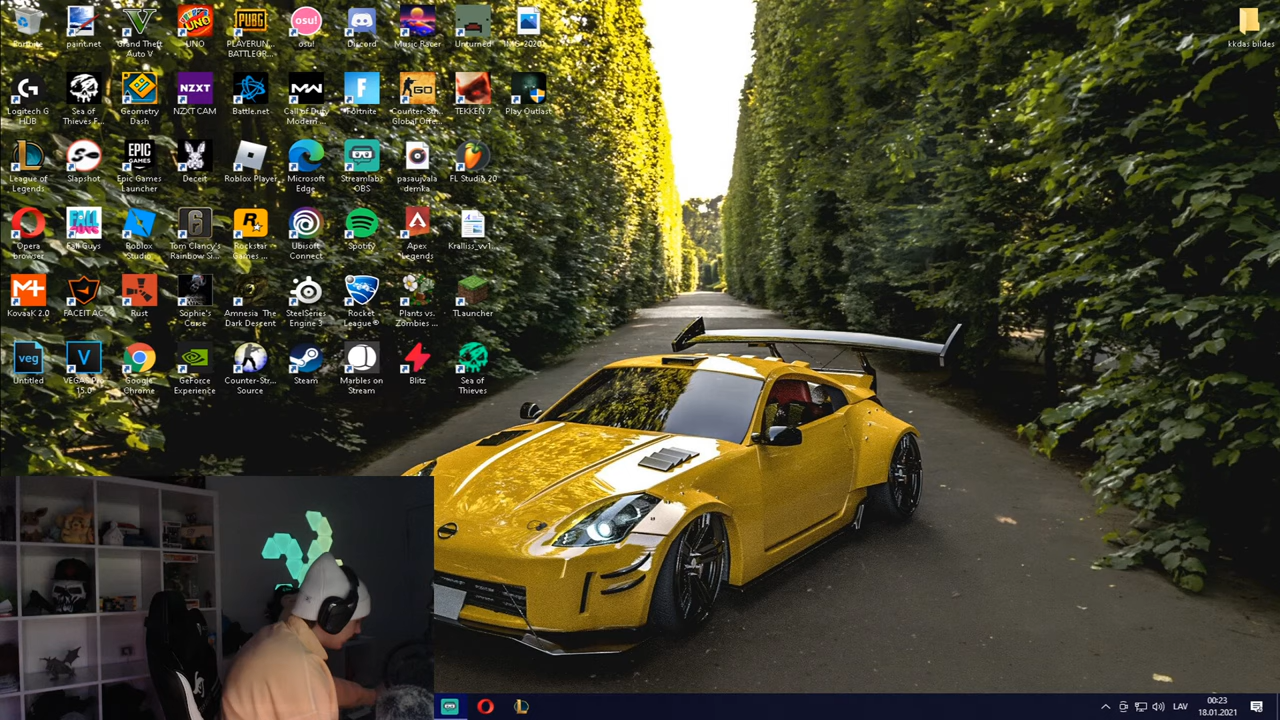 Fortnite
paint.net
Grand Theft
Auto V
UNO
PLAYERUN...
BATTLEGR...
osu!
Discord
Music Racer
Unturned
kkdas bildes
Logitech G
HUB
Sea of
Thieves F...
Geometry
Dash
NZXT CAM
Battle.net
Call of Duty
Modern ...
Fortnite
Counter-Str...
Global Offe...
TEKKEN 7
Play Outlast
League of
Legends
Slapshot
Epic Games
Launcher
Deceit
Roblox Player
Microsoft
Edge
Streamlabs
OBS
pasaujvala
demka
FL Studio 20
Opera
browser
Fall Guys
Roblox
Studio
Tom Clancy's
Rainbow Si...
Rockstar
Games ...
Ubisoft
Connect
Spotify
Apex
Legends
Kraliss_vv1...
KovaaK 2.0
FACEIT AC
Rust
Sophie's
Curse
Amnesia The
Dark Descent
SteelSeries
Engine 3
Rocket
League®
Plants vs.
Zombies ...
TLauncher
Untitled
VEGAS Pro
15.0
Google
Chrome
GeForce
Experience
Counter-Str...
Source
Steam
Marbles on
Stream
Blitz
Sea of
Thieves
LAV
00:23
18.01.2021